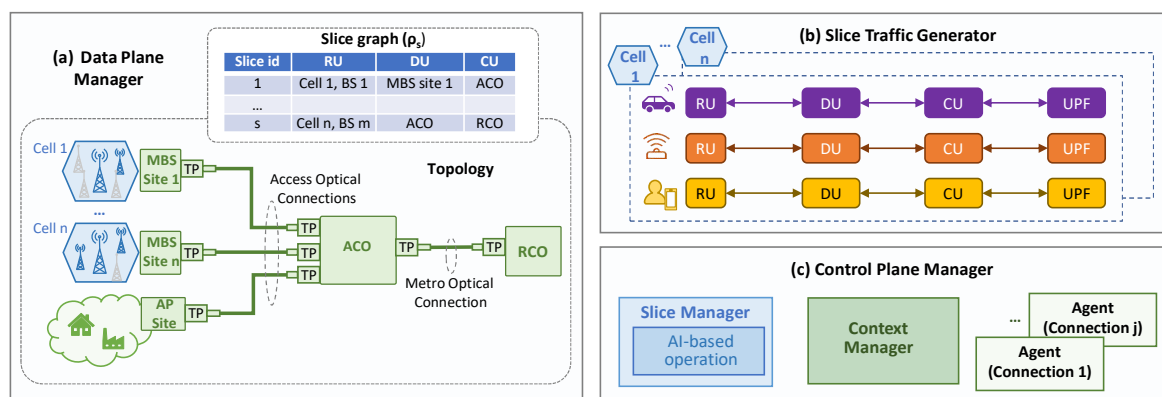 (a) Data Plane
Manager
Slice graph (ρs)
Slice id RU DU CU
1 Cell 1, BS 1 MBS site 1 ACO
...
s Cell n, BS m ACO RCO
Topology
Cell 1
MBS
Site 1
TP
...
Cell n
MBS
Site n
TP
AP
Site
TP
Access Optical
Connections
TP
TP
TP
ACO
TP
Metro Optical
Connection
TP
RCO
(b) Slice Traffic Generator
Cell
1
...
Cell
n
RU DU CU UPF
RU DU CU UPF
RU DU CU UPF
(c) Control Plane Manager
Slice Manager
AI-based
operation
Context
Manager
...
Agent
(Connection j)
Agent
(Connection 1)